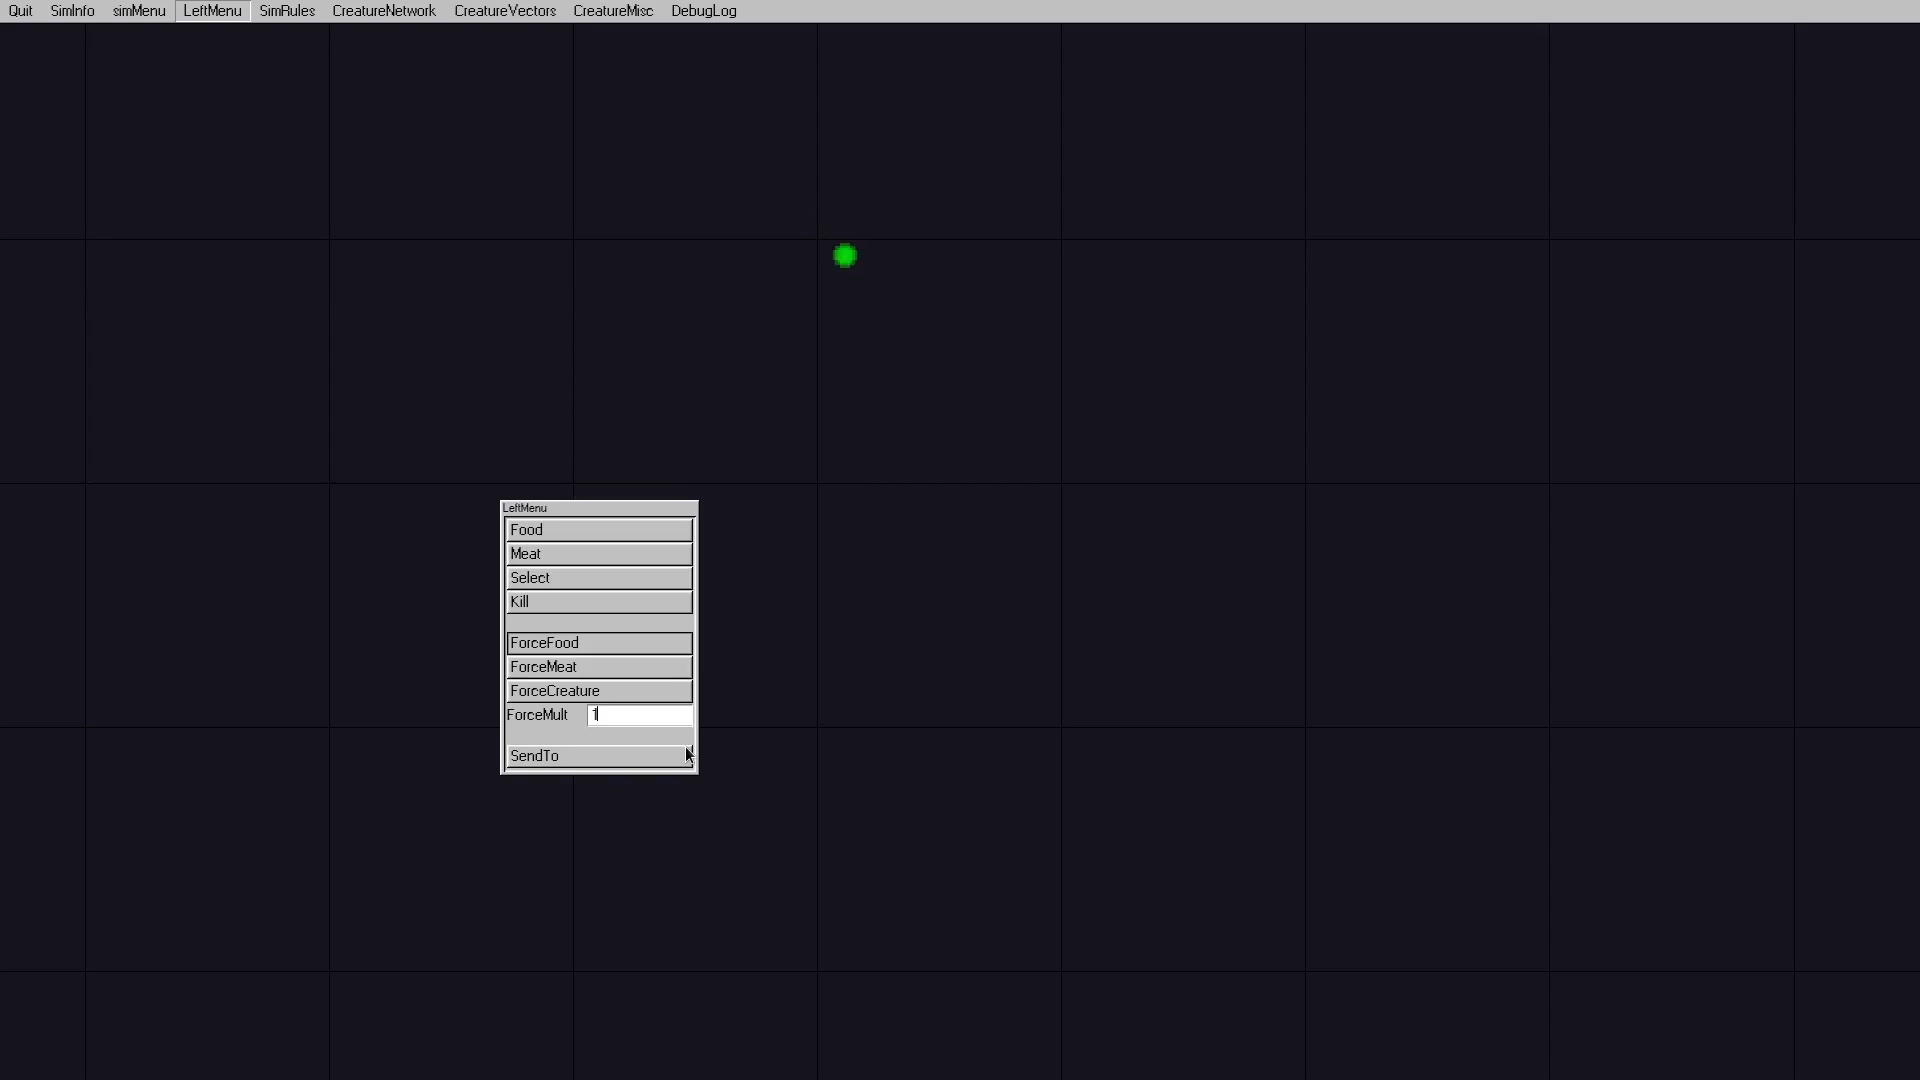 Quit SimInfo simMenu LeftMenu SimRules CreatureNetwork CreatureVectors CreatureMisc DebugLog
LeftMenu
Food
Meat
Select
Kill
ForceFood
ForceMeat
ForceCreature
ForceMult 1
SendTo